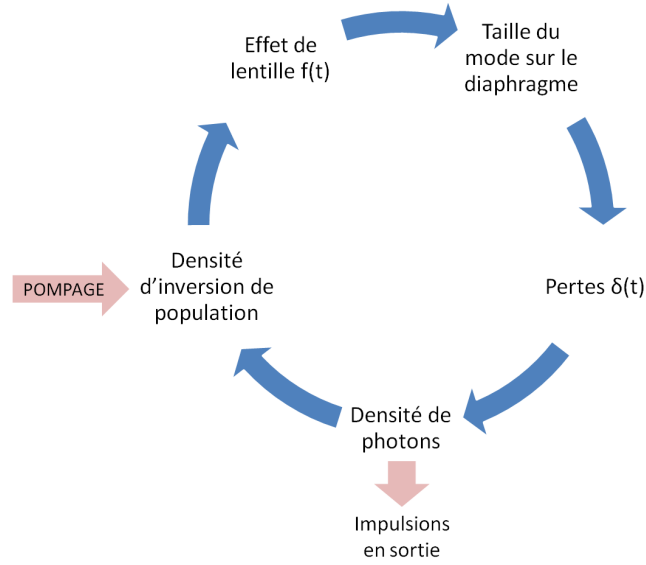 Effet de
lentille f(t)
Taille du
mode sur le
diaphragme
Pertes δ(t)
Densité de
photons
Impulsions
en sortie
Densité
d’inversion de
population
POMPAGE